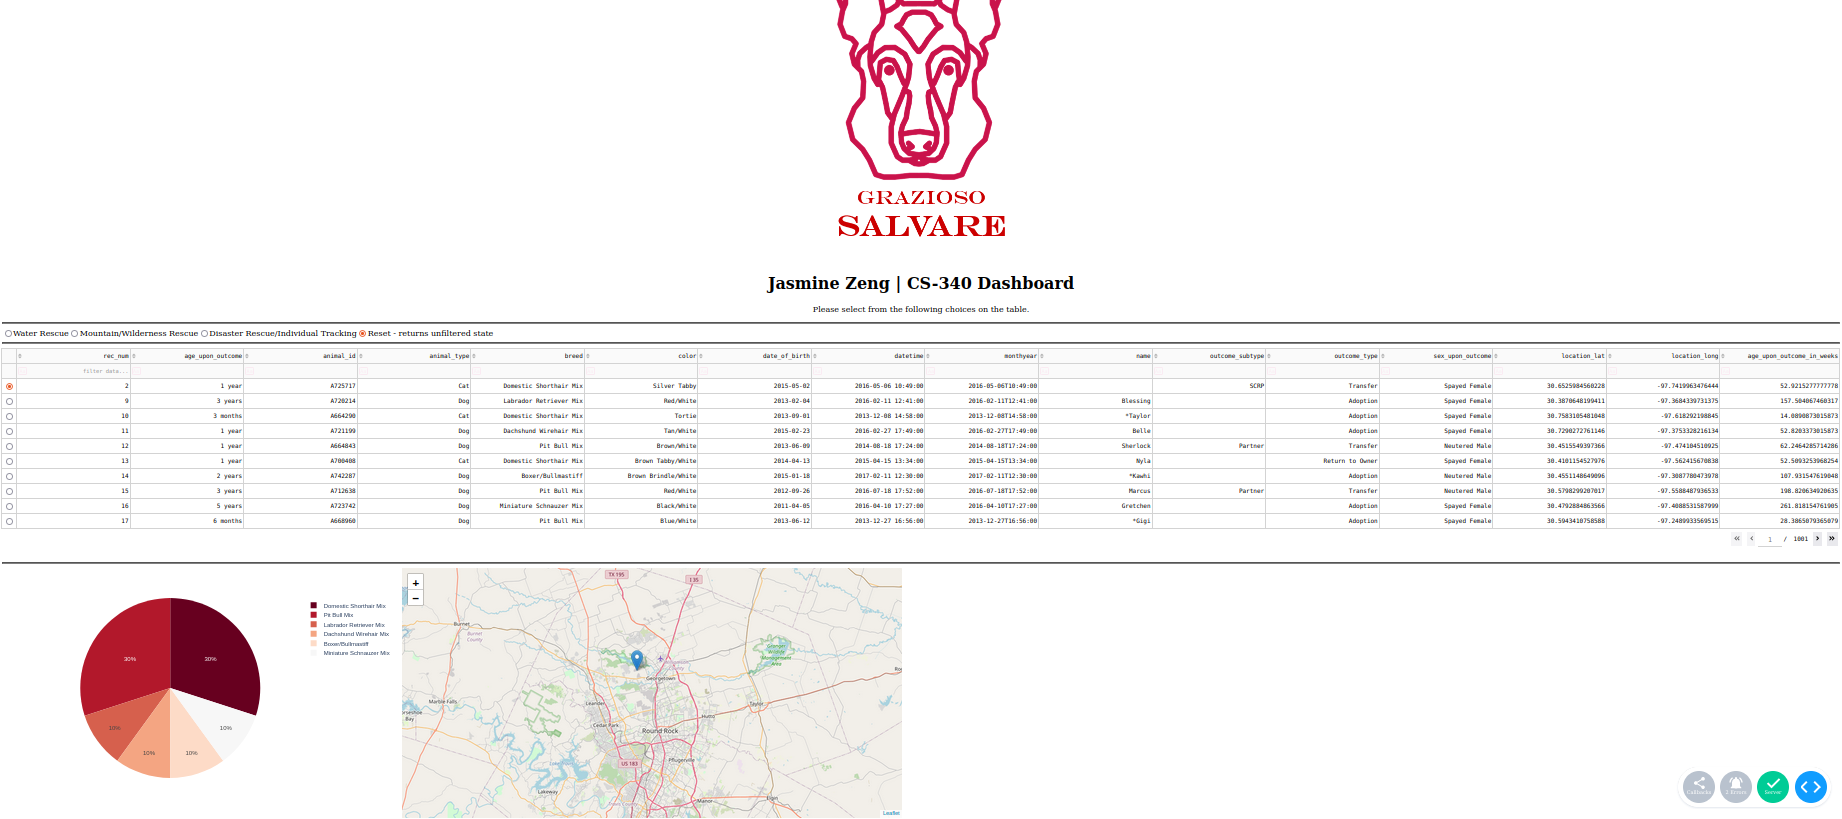 GRAZIOSO
SALVARE
Jasmine Zeng | CS-340 Dashboard
Please select from the following choices on the table.
Water Rescue Mountain/Wilderness Rescue Disaster Rescue/Individual Tracking Reset - returns unfiltered state
rec_num age_upon_outcome animal_id animal_type breed color date_of_birth datetime monthyear name outcome_subtype outcome_type sex_upon_outcome location_lat location_long age_upon_outcome_in_weeks
filter data...
2 1 year A725717 Cat Domestic Shorthair Mix Silver Tabby 2015-05-02 2016-05-06 10:49:00 2016-05-06T10:49:00 SCRP Transfer Spayed Female 30.6525984560228 -97.7419963476444 52.9215277777778
9 3 years A720214 Dog Labrador Retriever Mix Red/White 2013-02-04 2016-02-11 12:41:00 2016-02-11T12:41:00 Blessing Adoption Spayed Female 30.3870648199411 -97.3684339731375 157.504067460317
10 3 months A664290 Cat Domestic Shorthair Mix Tortie 2013-09-01 2013-12-08 14:58:00 2013-12-08T14:58:00 *Taylor Adoption Spayed Female 30.7583105481048 -97.618292198845 14.0890873015873
11 1 year A721199 Dog Dachshund Wirehair Mix Tan/White 2015-02-23 2016-02-27 17:49:00 2016-02-27T17:49:00 Belle Adoption Spayed Female 30.7290272761146 -97.3753328216134 52.8203373015873
12 1 year A664843 Dog Pit Bull Mix Brown/White 2013-06-09 2014-08-18 17:24:00 2014-08-18T17:24:00 Sherlock Partner Transfer Neutered Male 30.4515549397366 -97.474104510925 62.2464285714286
13 1 year A700408 Cat Domestic Shorthair Mix Brown Tabby/White 2014-04-13 2015-04-15 13:34:00 2015-04-15T13:34:00 Nyla Return to Owner Spayed Female 30.4101154527976 -97.562415670838 52.5093253968254
14 2 years A742287 Dog Boxer/Bullmastiff Brown Brindle/White 2015-01-18 2017-02-11 12:30:00 2017-02-11T12:30:00 *Kawhi Adoption Neutered Male 30.4551148649096 -97.3087780473978 107.931547619048
15 3 years A712638 Dog Pit Bull Mix Red/White 2012-09-26 2016-07-18 17:52:00 2016-07-18T17:52:00 Marcus Partner Transfer Neutered Male 30.5798299207017 -97.5588487936533 198.820634920635
16 5 years A723742 Dog Miniature Schnauzer Mix Black/White 2011-04-05 2016-04-10 17:27:00 2016-04-10T17:27:00 Gretchen Adoption Spayed Female 30.4792884863566 -97.4088531587999 261.818154761905
17 6 months A668960 Dog Pit Bull Mix Blue/White 2013-06-12 2013-12-27 16:56:00 2013-12-27T16:56:00 *Gigi Adoption Spayed Female 30.5943410758588 -97.2489933569515 28.3865079365079
1 / 1001
30%
30%
10%
10%
10%
10%
Domestic Shorthair Mix
Pit Bull Mix
Labrador Retriever Mix
Dachshund Wirehair Mix
Boxer/Bullmastiff
Miniature Schnauzer Mix
+
−
TX 195
I 35
Burnet
Burnet County
Granger Wildlife Management Area
Georgetown
Marble Falls
Leander
Hutto
Taylor
Cedar Park
Round Rock
US 183
Pflugerville
Lakeway
Travis County
Manor
Elgin
Leaflet
Callbacks
Server